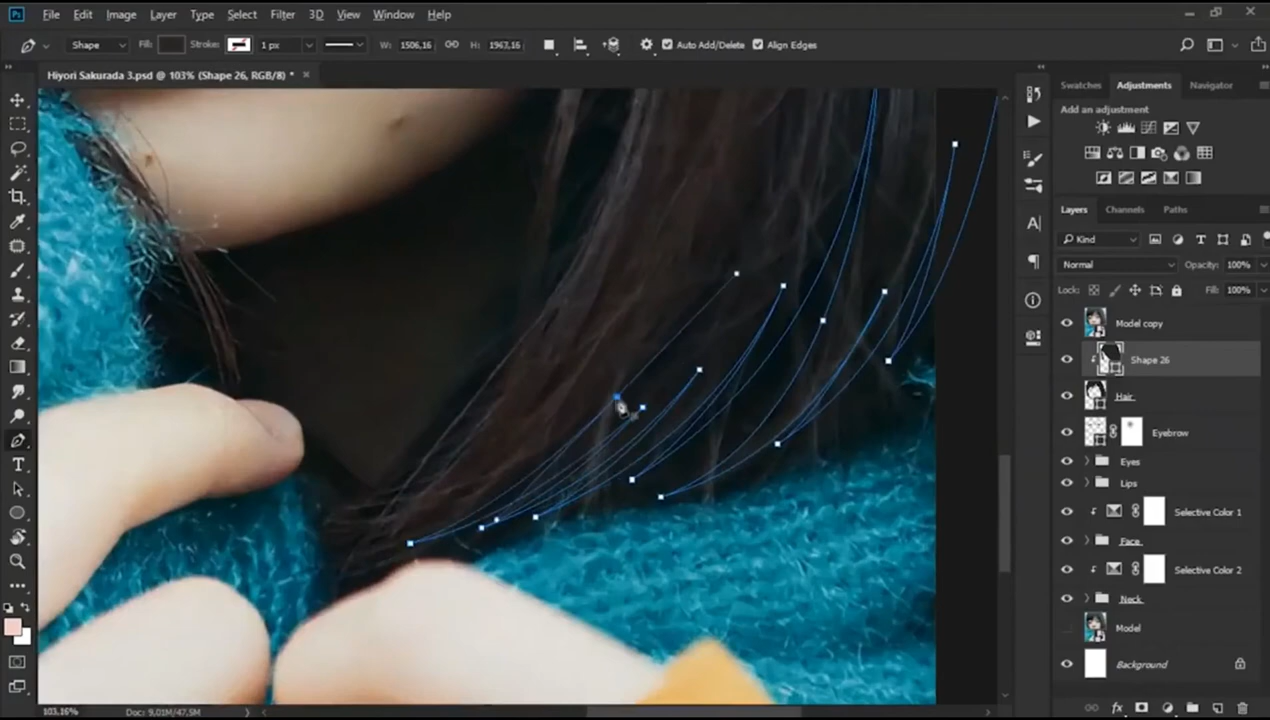 Ps File Edit Image Layer Type Select Filter 3D View Window Help
Shape Fill: Stroke: 1 px W: 1506,16 H: 1967,16 Auto Add/Delete Align Edges
Hiyori Sakurada 3.psd @ 103% (Shape 26, RGB/8) *
Swatches Adjustments Navigator
Add an adjustment
Layers Channels Paths
Kind
Normal Opacity: 100%
Lock: Fill: 100%
Model copy
Shape 26
Hair
Eyebrow
Eyes
Lips
Selective Color 1
Face
Selective Color 2
Neck
Model
Background
103,16% Doc: 9,01M/47,5M